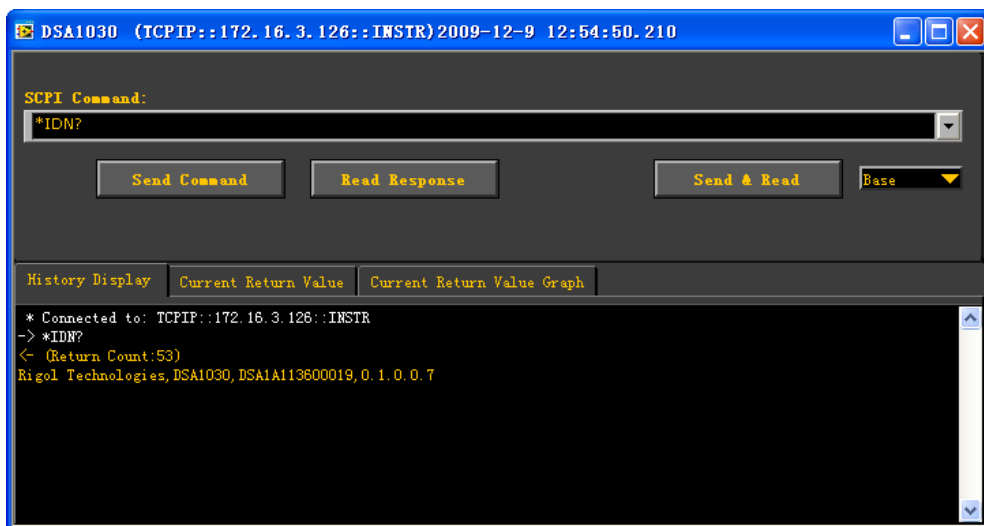 DSA1030 (TCPIP::172.16.3.126::INSTR)2009-12-9 12:54:50.210
SCPI Command:
*IDN?
Send Command Read Response Send & Read Base
History Display Current Return Value Current Return Value Graph
* Connected to: TCPIP::172.16.3.126::INSTR
-> *IDN?
<- (Return Count:53)
Rigol Technologies,DSA1030,DSA1A113600019,0.1.0.0.7